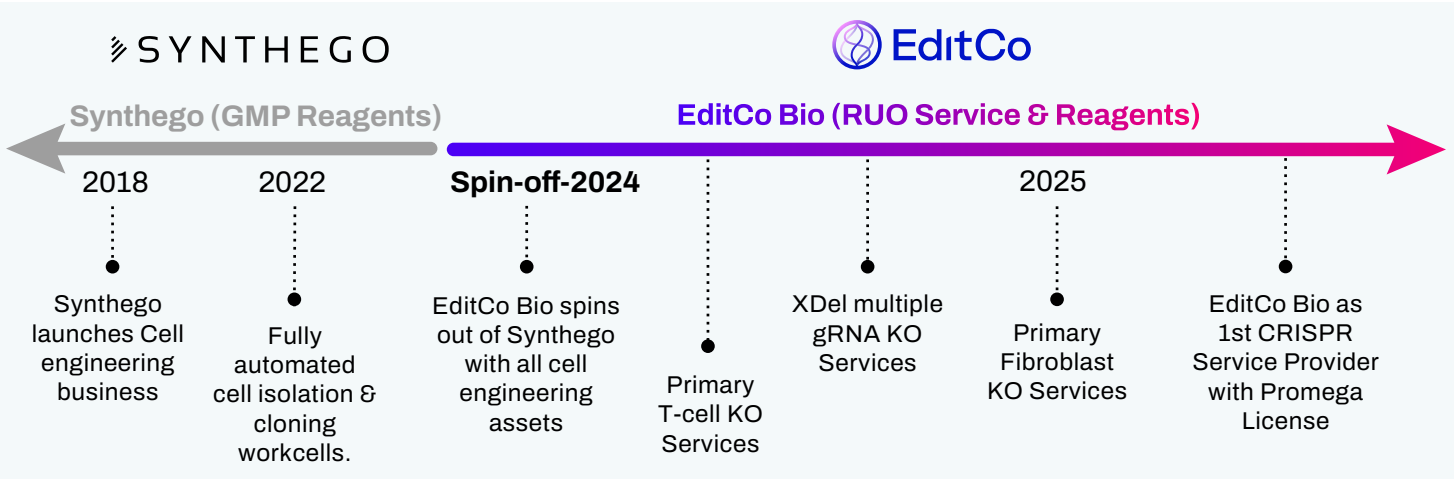 SYNTHEGO
EditCo
Synthego (GMP Reagents)
EditCo Bio (RUO Service & Reagents)
2018
2022
Spin-off-2024
2025
Synthego
launches Cell
engineering
business
Fully
automated
cell isolation &
cloning
workcells.
EditCo Bio spins
out of Synthego
with all cell
engineering
assets
Primary
T-cell KO
Services
XDel multiple
gRNA KO
Services
Primary
Fibroblast
KO Services
EditCo Bio as
1st CRISPR
Service Provider
with Promega
License